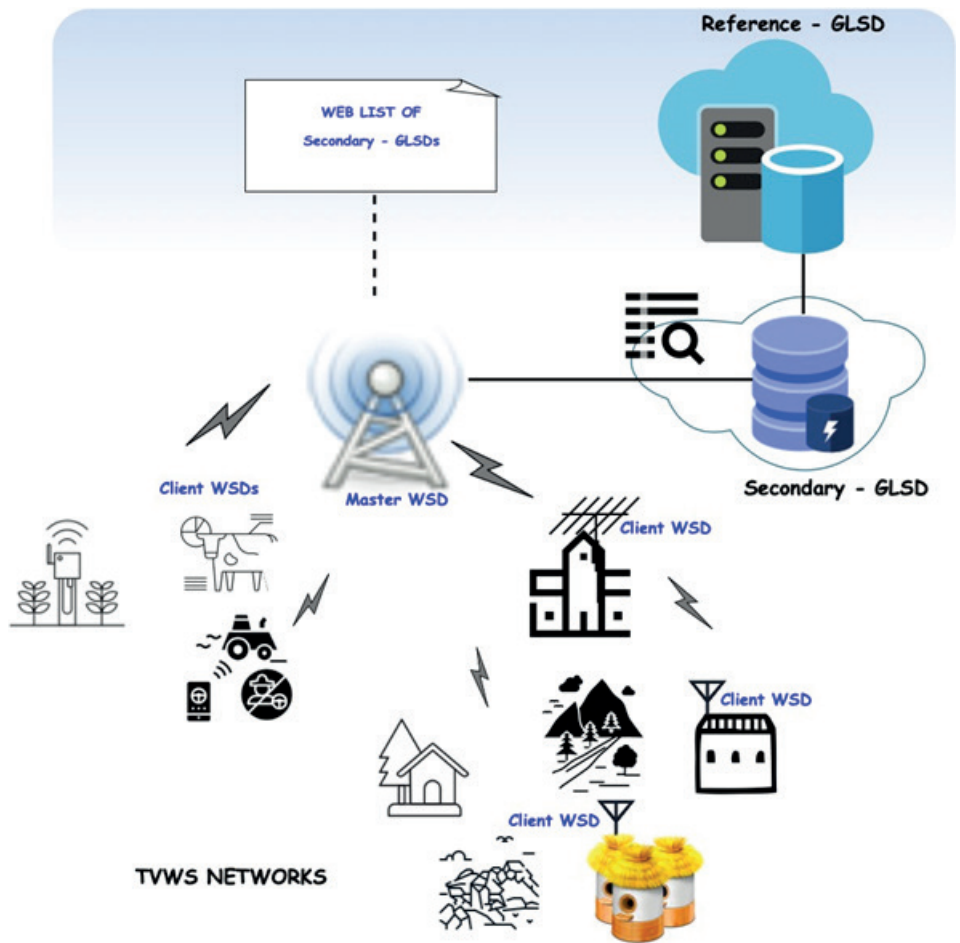 Reference - GLSD
WEB LIST OF
Secondary - GLSDs
Secondary - GLSD
Client WSDs
Master WSD
Client WSD
Client WSD
Client WSD
TVWS NETWORKS